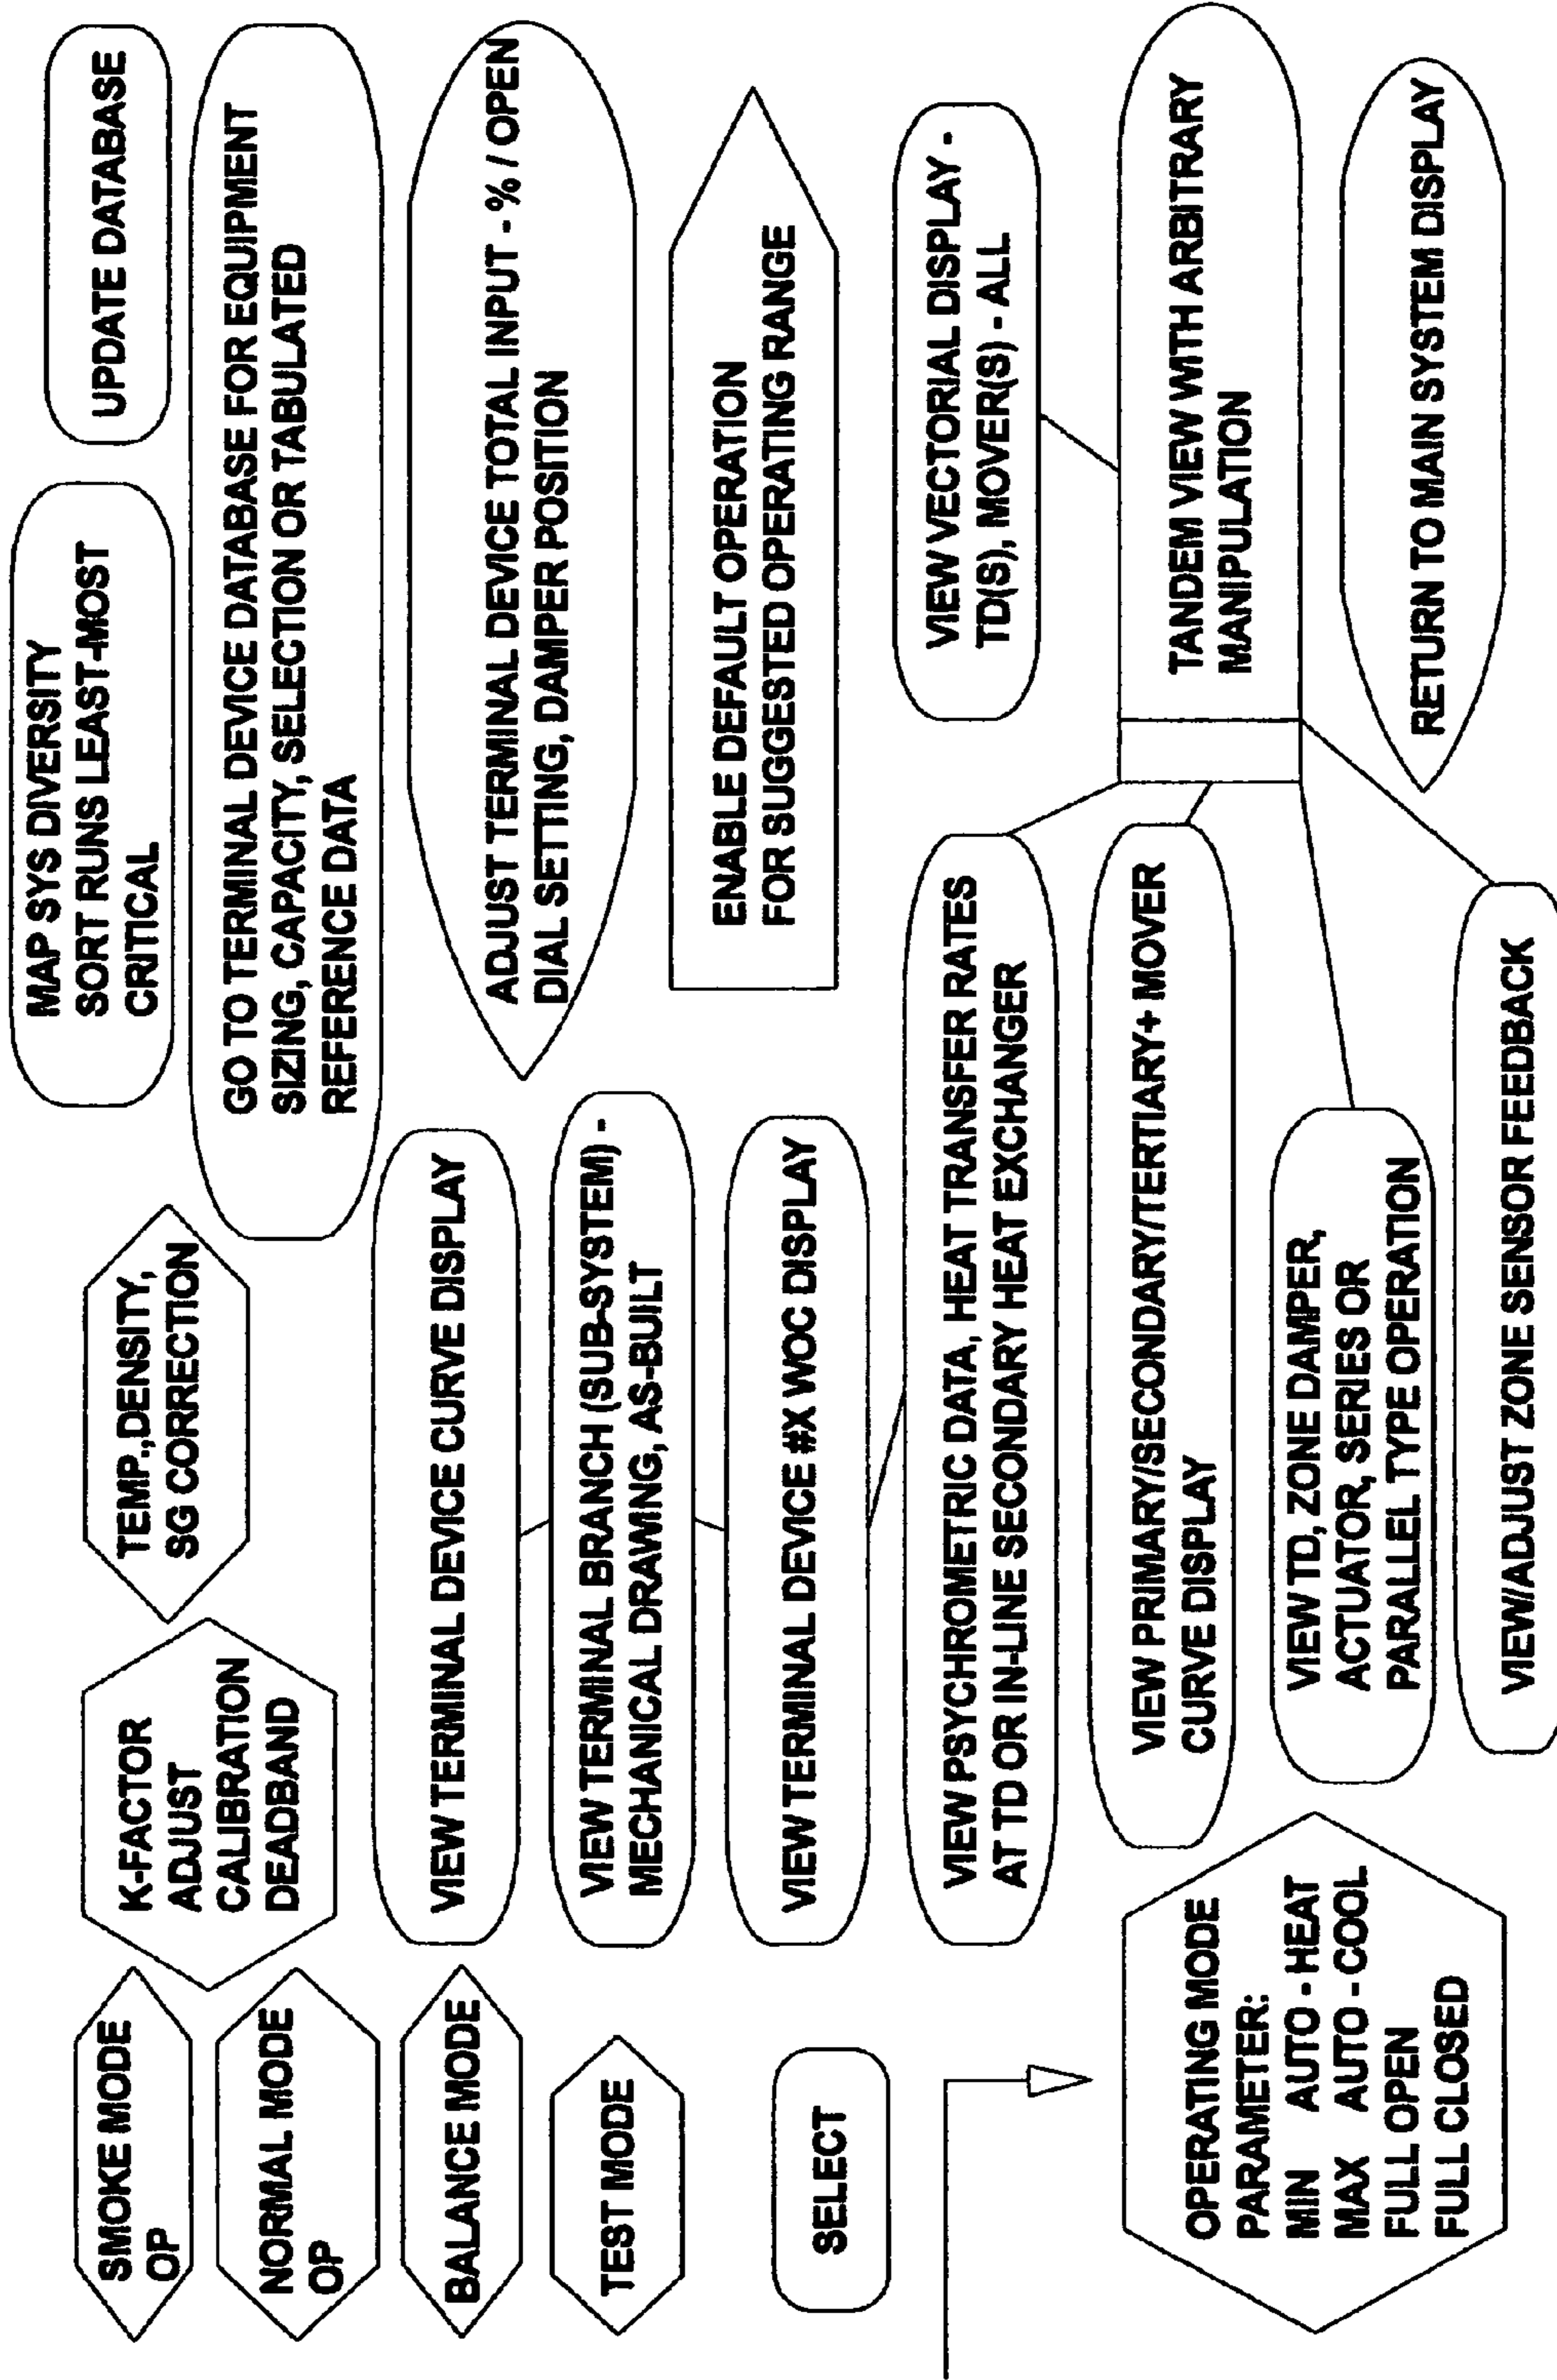 SMOKE MODE
OP
NORMAL MODE
OP
BALANCE MODE
TEST MODE
SELECT
OPERATING MODE
PARAMETER:
MIN AUTO - HEAT
MAX AUTO - COOL
FULL OPEN
FULL CLOSED
K-FACTOR
ADJUST
CALIBRATION
DEADBAND
TEMP.,DENSITY,
SG CORRECTION
MAP SYS DIVERSITY
SORT RUNS LEAST-MOST
CRITICAL
UPDATE DATABASE
GO TO TERMINAL DEVICE DATABASE FOR EQUIPMENT
SIZING, CAPACITY, SELECTION OR TABULATED
REFERENCE DATA
VIEW TERMINAL DEVICE CURVE DISPLAY
VIEW TERMINAL BRANCH (SUB-SYSTEM) -
MECHANICAL DRAWING, AS-BUILT
VIEW TERMINAL DEVICE #X WOC DISPLAY
ADJUST TERMINAL DEVICE TOTAL INPUT - % / OPEN
DIAL SETTING, DAMPER POSITION
ENABLE DEFAULT OPERATION
FOR SUGGESTED OPERATING RANGE
VIEW PSYCHROMETRIC DATA, HEAT TRANSFER RATES
AT TD OR IN-LINE SECONDARY HEAT EXCHANGER
VIEW PRIMARY/SECONDARY/TERTIARY+ MOVER
CURVE DISPLAY
VIEW TD, ZONE DAMPER,
ACTUATOR, SERIES OR
PARALLEL TYPE OPERATION
VIEW/ADJUST ZONE SENSOR FEEDBACK
VIEW VECTORIAL DISPLAY -
TD(S), MOVER(S) - ALL
TANDEM VIEW WITH ARBITRARY
MANIPULATION
RETURN TO MAIN SYSTEM DISPLAY